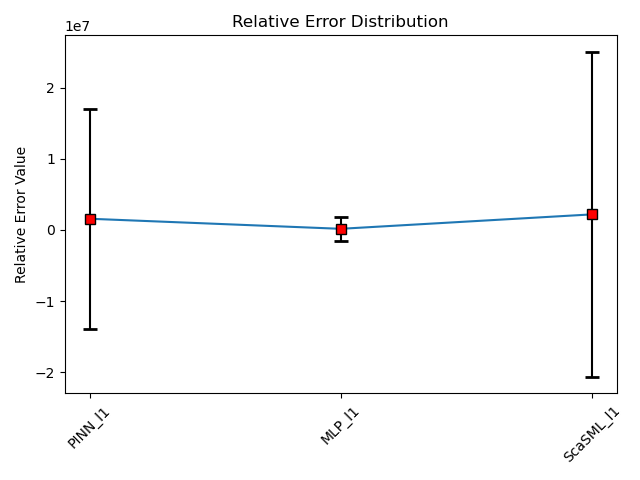 Relative Error Distribution
1e7
Relative Error Value
2
1
0
−1
−2
PINN_l1
MLP_l1
ScaSML_l1